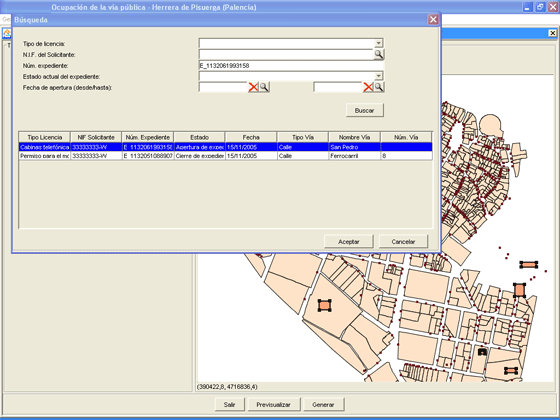 Ocupación de la vía pública - Herrera de Pisuerga (Palencia)
Búsqueda
Tipo de licencia:
N.I.F. del Solicitante:
Núm. expediente: E_1132061993158
Estado actual del expediente:
Fecha de apertura (desde/hasta):
Buscar
Tipo Licencia NIF Solicitante Núm. Expediente Estado Fecha Tipo Vía Nombre Vía Núm. Vía
Cabinas telefónica 33333333-W E_1132061993158 Apertura de exped 15/11/2005 Calle San Pedro
Permiso para el mo 33333333-W E_1132051088907 Cierre de expedier 15/11/2005 Calle Ferrocarril 8
Aceptar Cancelar
(390422,8, 4716836,4)
Salir Previsualizar Generar